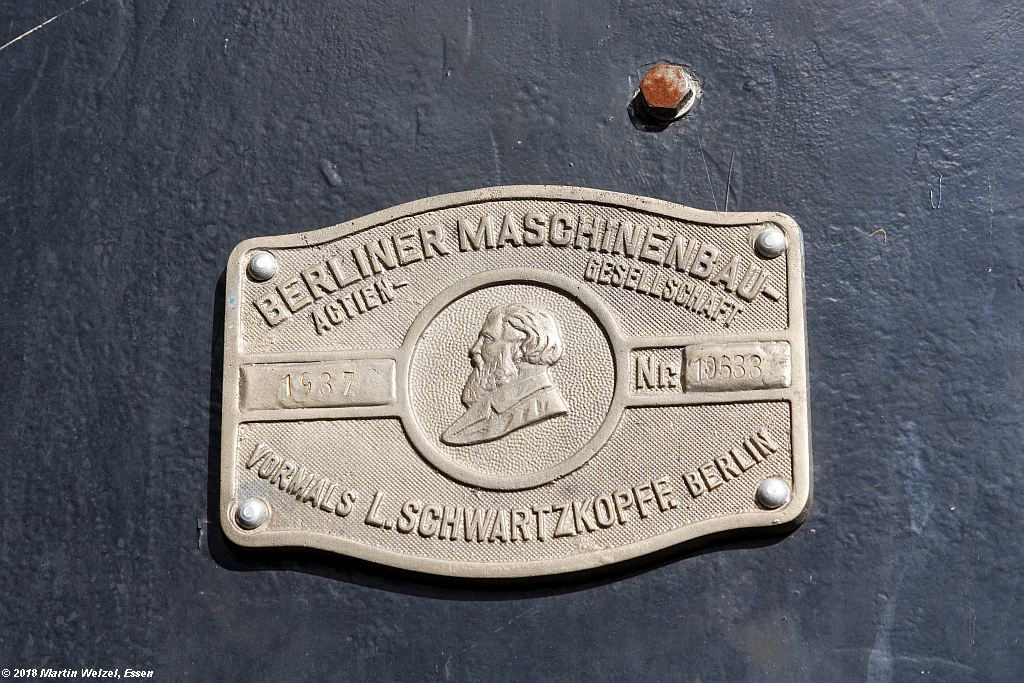 BERLINER MASCHINENBAU-
ACTIEN- GESELLSCHAFT
1937 Nr. 10633
VORMALS L. SCHWARTZKOPFF, BERLIN
© 2018 Martin Welzel, Essen